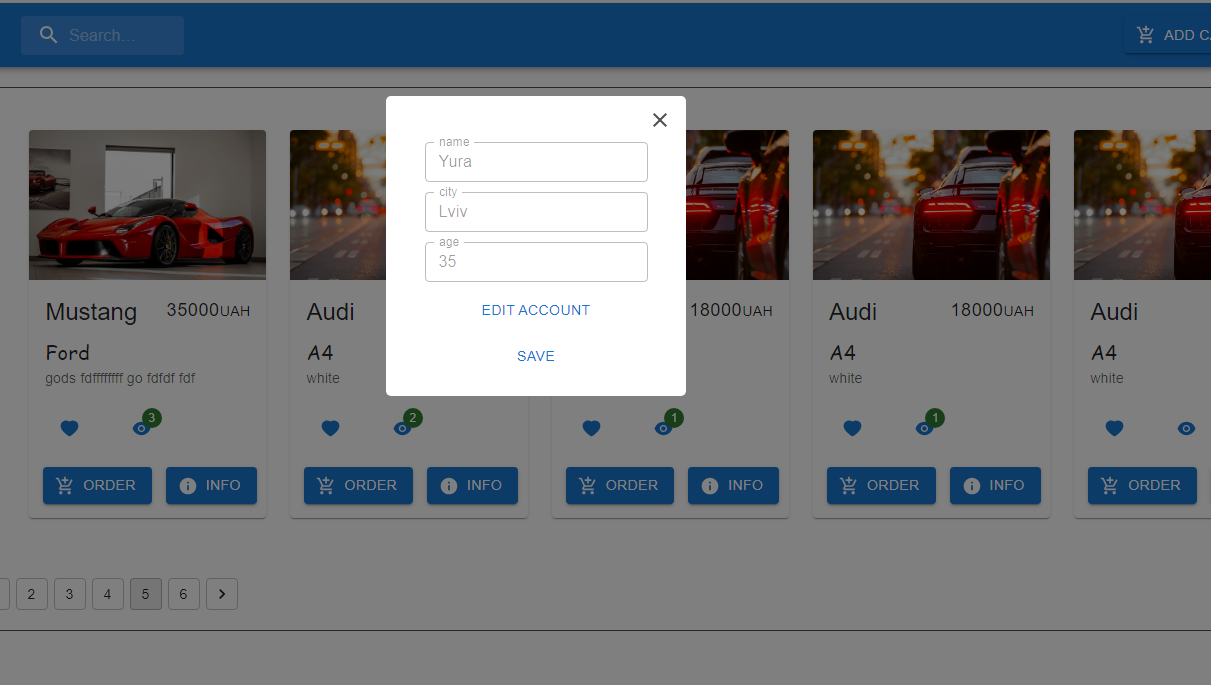 Search...
ADD C
name
Yura
city
Lviv
age
35
EDIT ACCOUNT
SAVE
Mustang 35000UAH
Ford
gods fdffffffff go fdfdf fdf
3
ORDER INFO
Audi
A4
white
2
ORDER INFO
18000UAH
1
ORDER INFO
Audi 18000UAH
A4
white
1
ORDER INFO
Audi
A4
white
ORDER
2 3 4 5 6 >